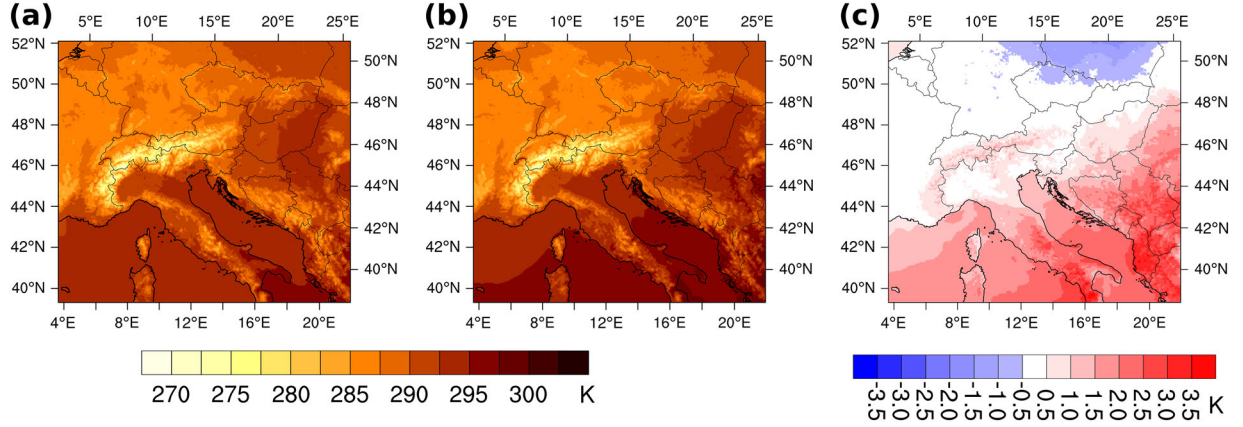 (a) (b) (c)
5°E 10°E 15°E 20°E 25°E 5°E 10°E 15°E 20°E 25°E 5°E 10°E 15°E 20°E 25°E
52°N 52°N 52°N
50°N 50°N 50°N
50°N 50°N 50°N
48°N 48°N 48°N
48°N 48°N 48°N
46°N 46°N 46°N
46°N 46°N 46°N
44°N 44°N 44°N
44°N 44°N 44°N
42°N 42°N 42°N
42°N 42°N 42°N
40°N 40°N 40°N
40°N 40°N 40°N
4°E 8°E 12°E 16°E 20°E 4°E 8°E 12°E 16°E 20°E 4°E 8°E 12°E 16°E 20°E
270 275 280 285 290 295 300 K
-3.5 -3.0 -2.5 -1.5 -1.0 -0.5 0.5 1.0 1.5 2.0 2.5 3.0 3.5 K